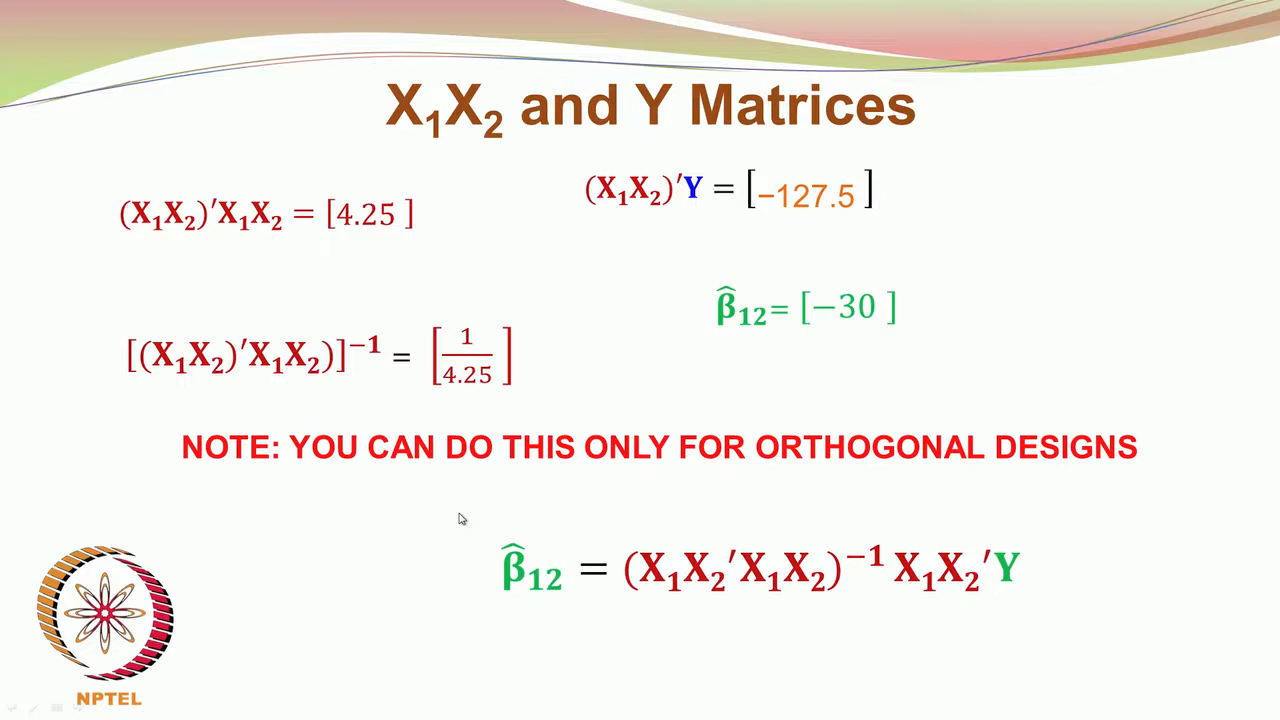 X₁X₂ and Y Matrices
(X₁X₂)′X₁X₂ = [4.25 ]
(X₁X₂)′Y = [−127.5 ]
β̂₁₂= [−30 ]
[(X₁X₂)′X₁X₂)]⁻¹ = [1/4.25 ]
NOTE: YOU CAN DO THIS ONLY FOR ORTHOGONAL DESIGNS
β̂₁₂ = (X₁X₂′X₁X₂)⁻¹ X₁X₂′Y
NPTEL